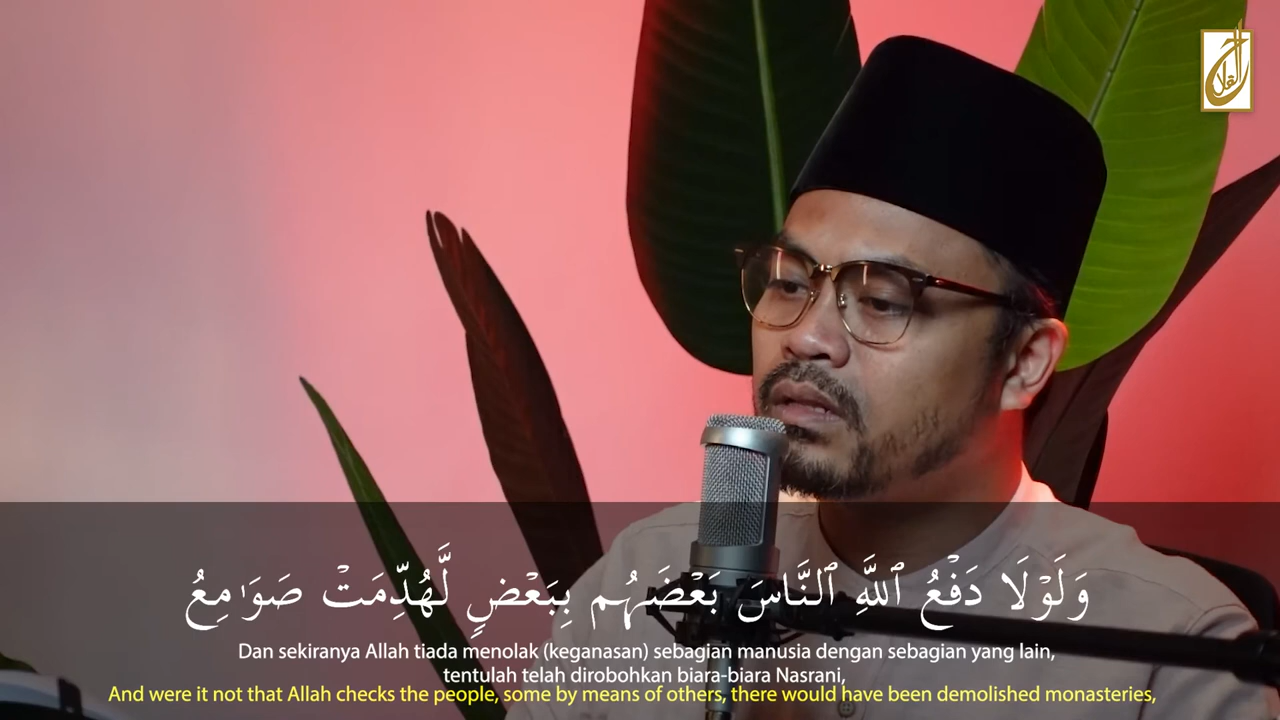 وَلَوْلَا دَفْعُ ٱللَّهِ ٱلنَّاسَ بَعْضَهُم بِبَعْضٍ لَّهُدِّمَتْ صَوَٰمِعُ
Dan sekiranya Allah tiada menolak (keganasan) sebagian manusia dengan sebagian yang lain,
tentulah telah dirobohkan biara-biara Nasrani,
And were it not that Allah checks the people, some by means of others, there would have been demolished monasteries,